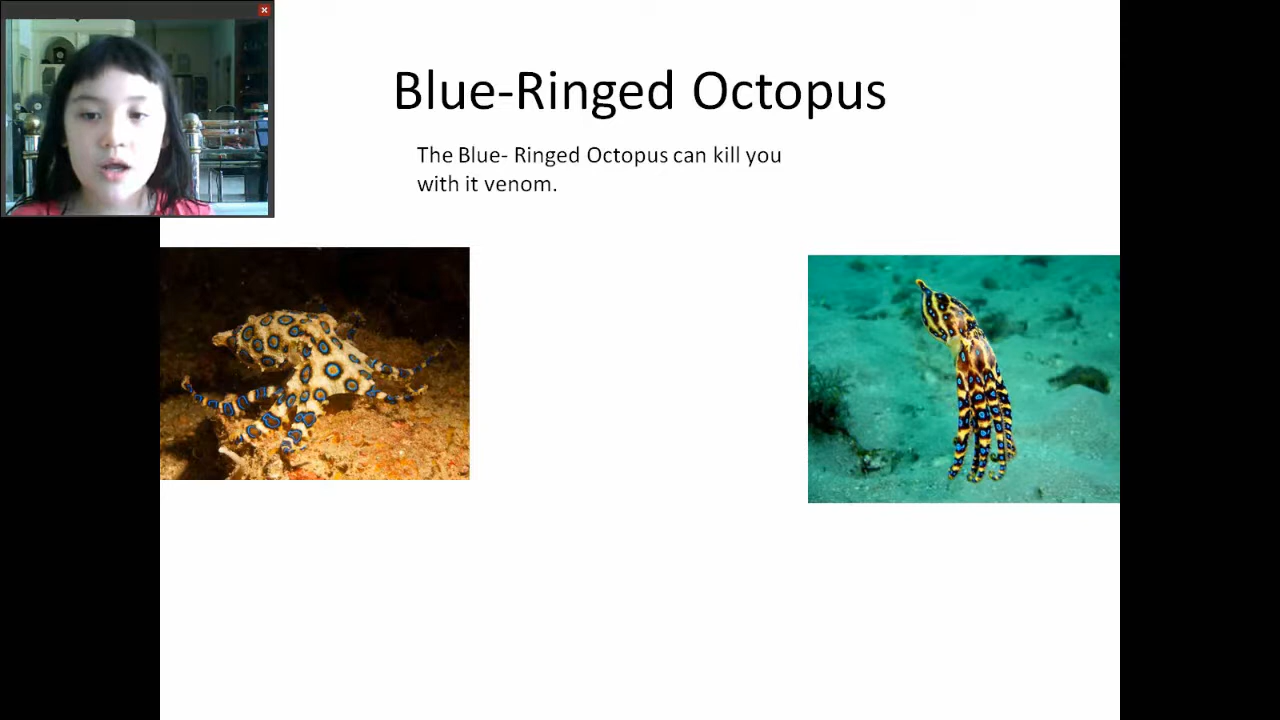 Blue-Ringed Octopus
The Blue- Ringed Octopus can kill you
with it venom.